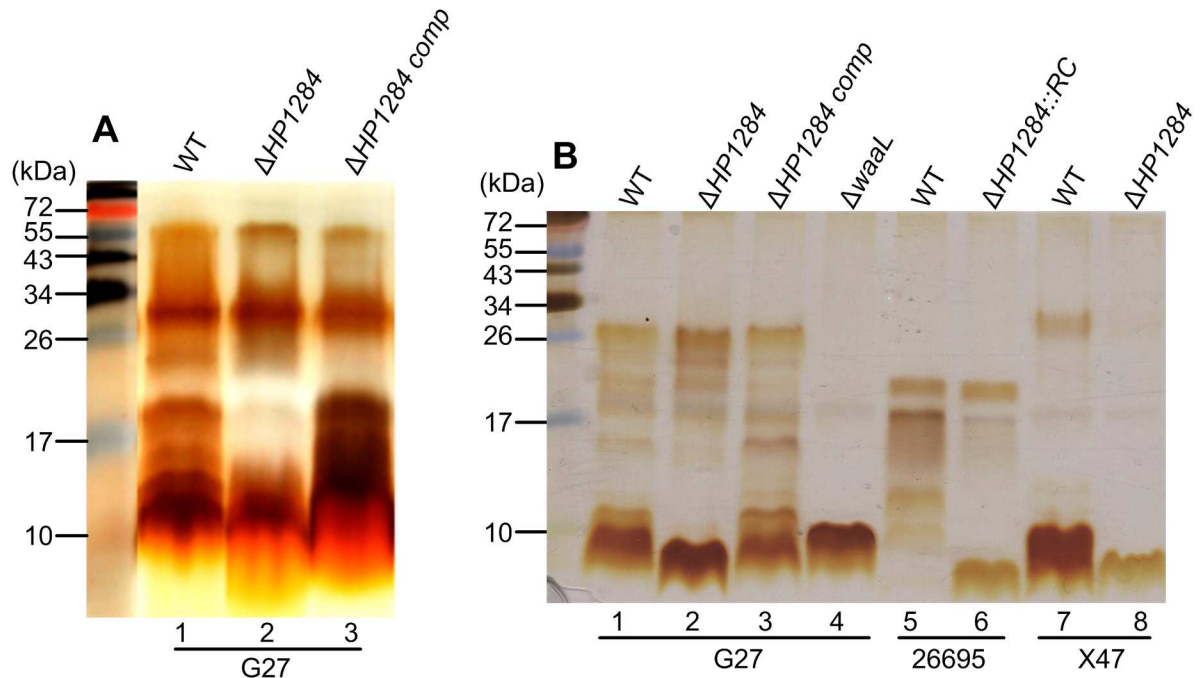 A
(kDa)
WT
ΔHP1284
ΔHP1284 comp
72
55
43
34
26
17
10
1 2 3
G27
B
(kDa)
WT
ΔHP1284
ΔHP1284 comp
ΔwaaL
WT
ΔHP1284::RC
WT
ΔHP1284
72
55
43
34
26
17
10
1 2 3 4 5 6 7 8
G27 26695 X47